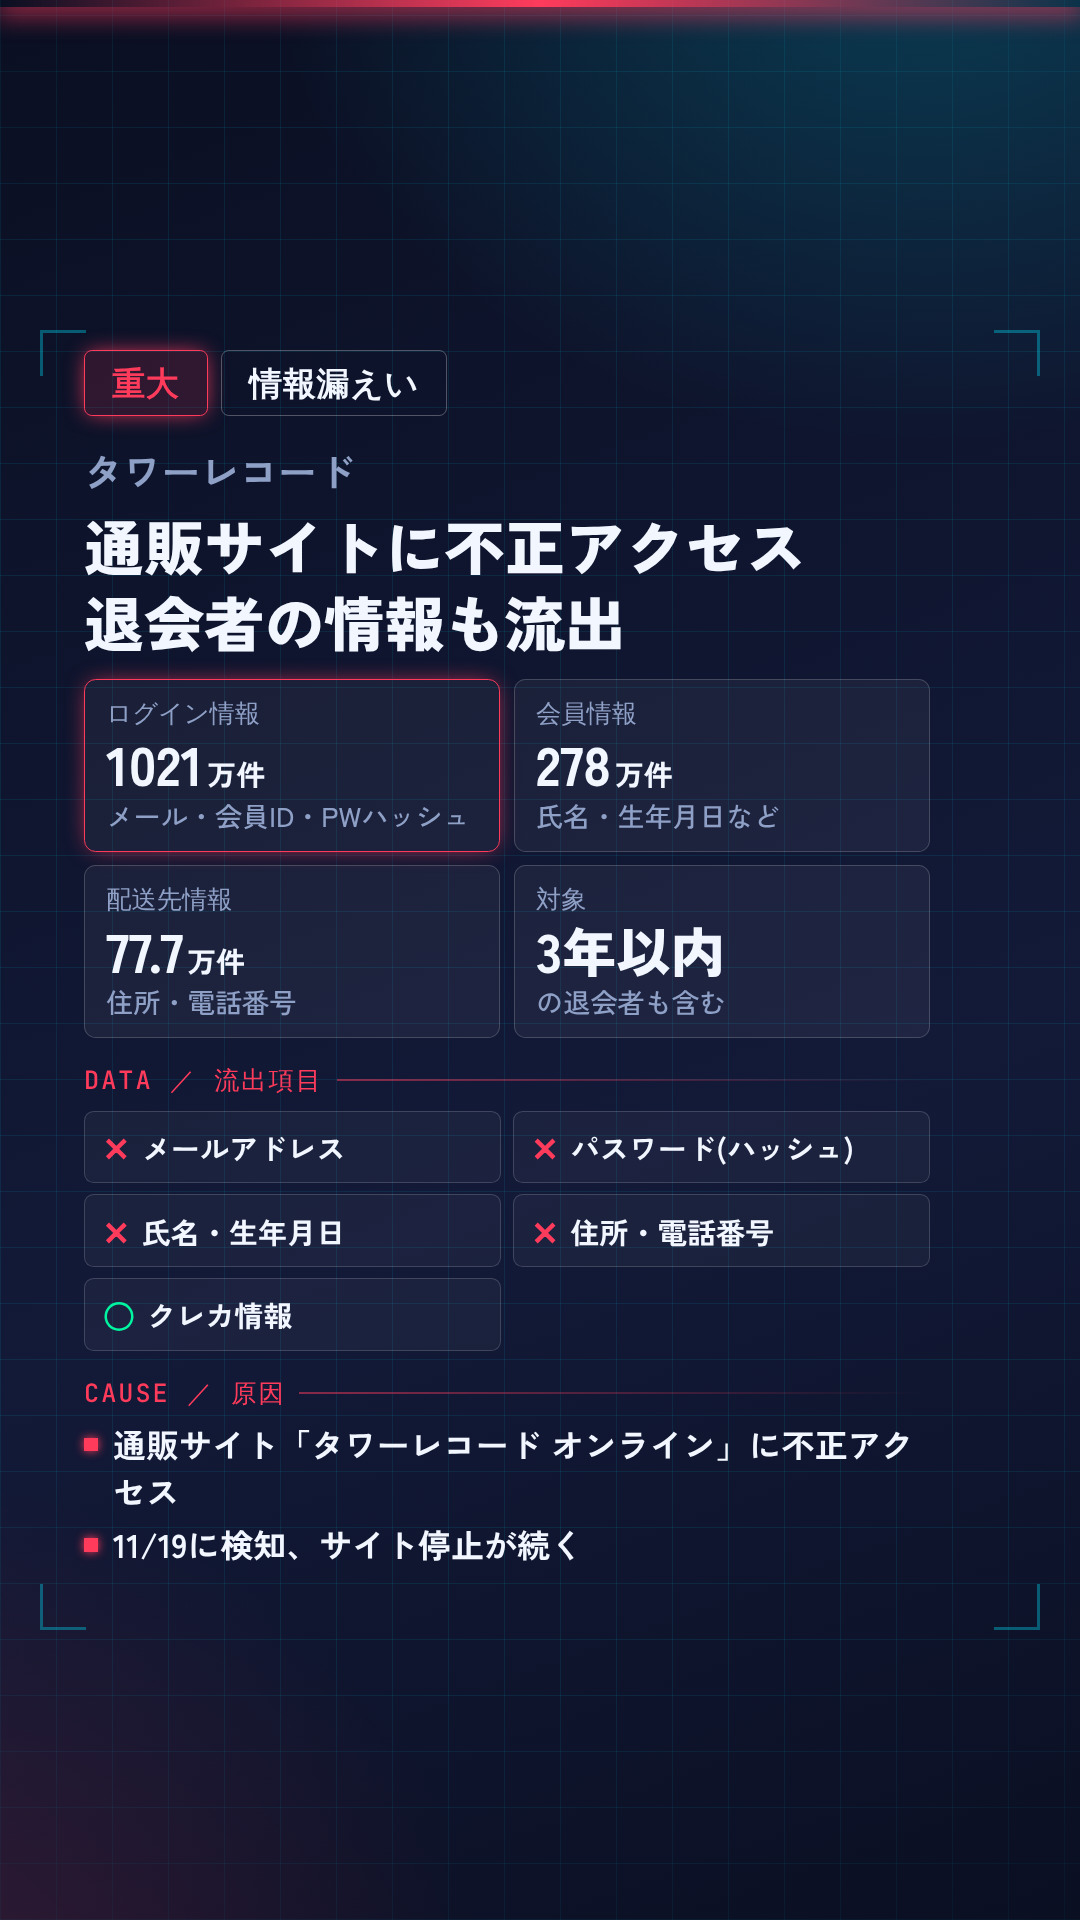 重大 情報漏えい
タワーレコード
通販サイトに不正アクセス
退会者の情報も流出
ログイン情報
1021万件
メール・会員ID・PWハッシュ
会員情報
278万件
氏名・生年月日など
配送先情報
77.7万件
住所・電話番号
対象
3年以内
の退会者も含む
DATA ／ 流出項目
✕ メールアドレス
✕ パスワード(ハッシュ)
✕ 氏名・生年月日
✕ 住所・電話番号
◯ クレカ情報
CAUSE ／ 原因
通販サイト「タワーレコード オンライン」に不正アク
セス
11/19に検知、サイト停止が続く